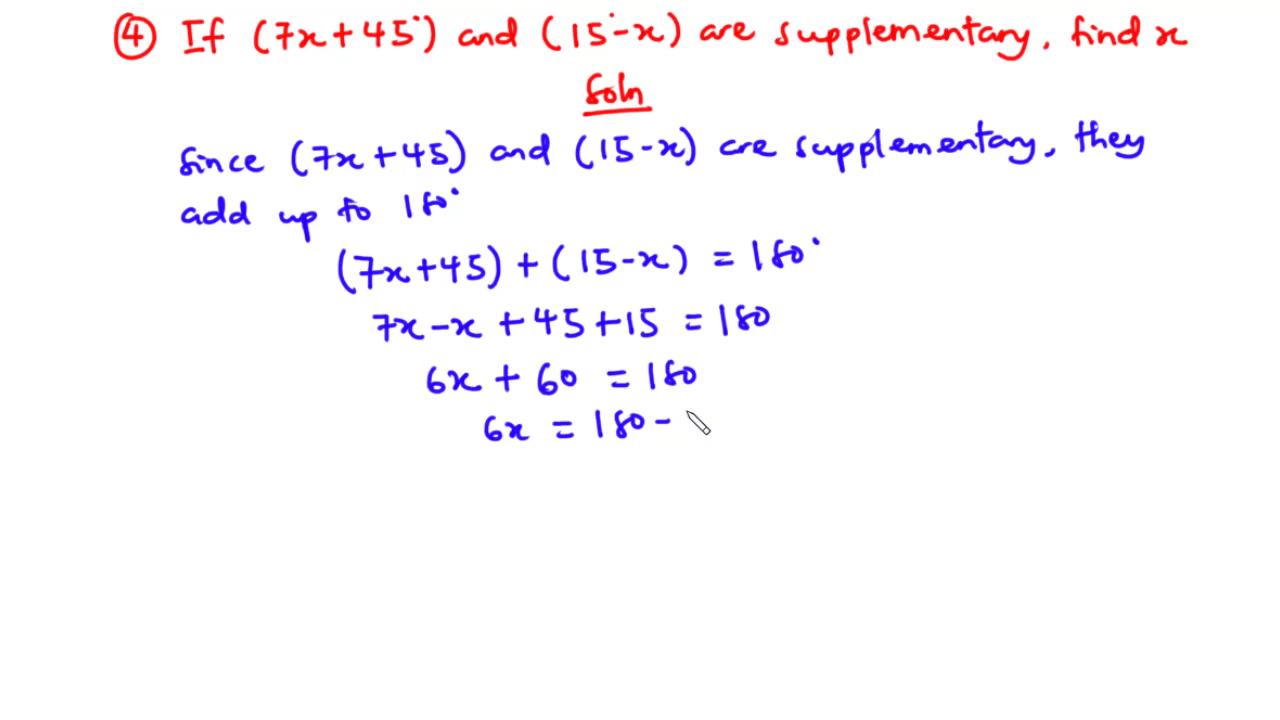 ④ If (7x+45°) and (15°-x) are supplementary, find x
Soln
Since (7x+45) and (15-x) are supplementary, they
add up to 180°
(7x+45) + (15-x) = 180°
7x-x + 45+15 = 180
6x + 60 = 180
6x = 180 -